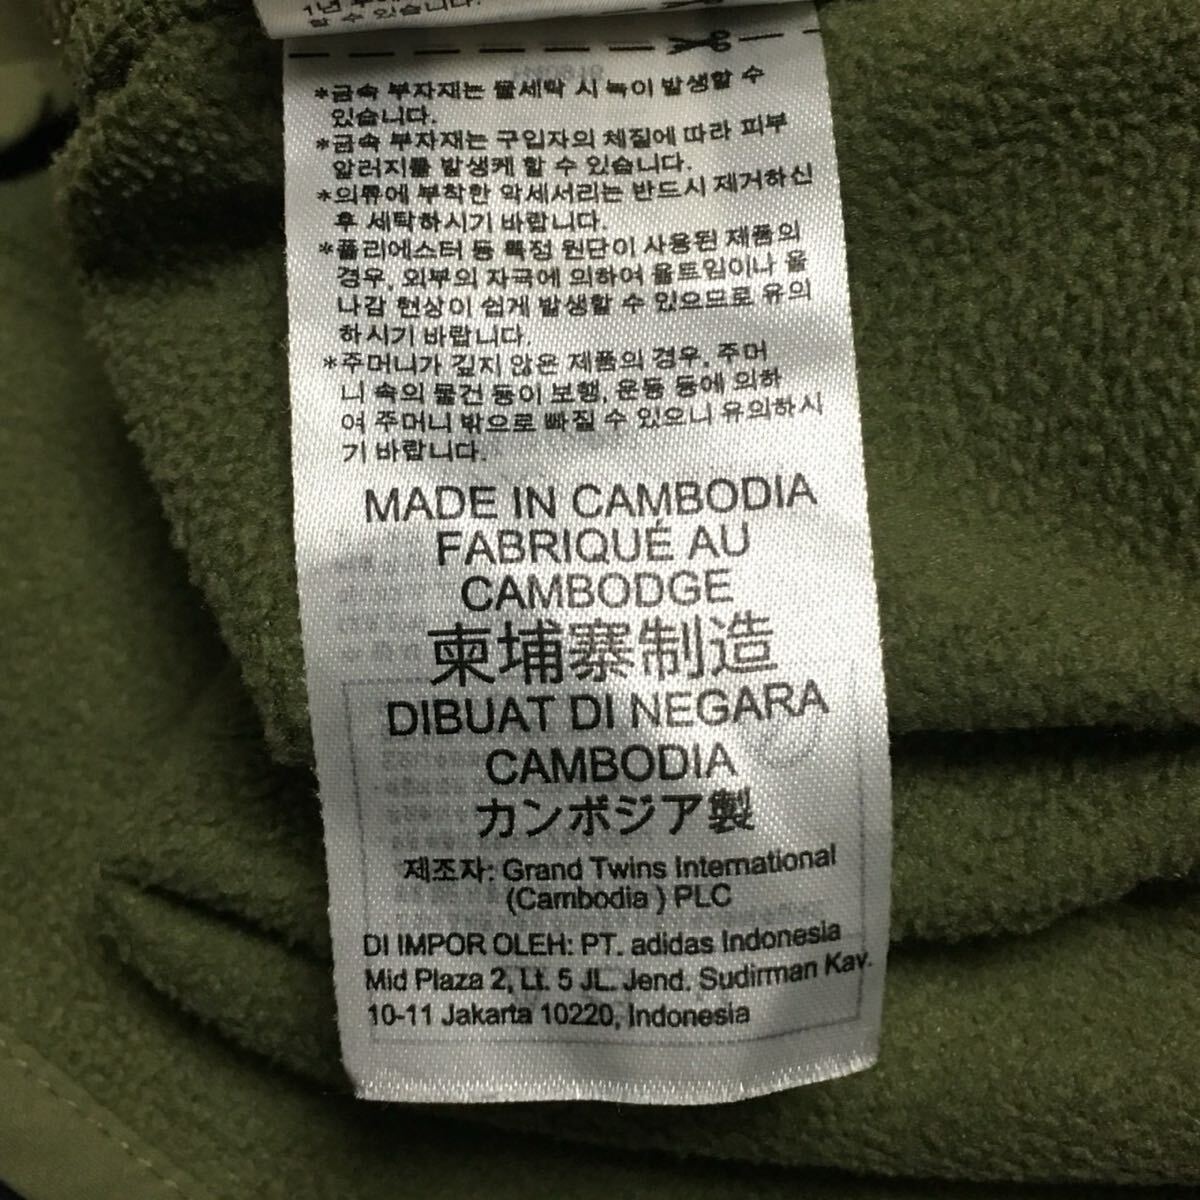 할 수 있습니다.
*금속 부자재는 물세탁 시 녹이 발생할 수
있습니다.
*금속 부자재는 구입자의 체질에 따라 피부
알러지를 발생케 할 수 있습니다.
*의류에 부착한 악세서리는 반드시 제거하신
후 세탁하시기 바랍니다.
*폴리에스터 등 특정 원단이 사용된 제품의
경우, 외부의 자극에 의하여 올트임이나 올
나감 현상이 쉽게 발생할 수 있으므로 유의
하시기 바랍니다.
*주머니가 깊지 않은 제품의 경우, 주머
니 속의 물건 등이 보행, 운동 등에 의하
여 주머니 밖으로 빠질 수 있으니 유의하시
기 바랍니다.
MADE IN CAMBODIA
FABRIQUÉ AU
CAMBODGE
柬埔寨制造
DIBUAT DI NEGARA
CAMBODIA
カンボジア製
제조자: Grand Twins International
(Cambodia ) PLC
DI IMPOR OLEH: PT. adidas Indonesia
Mid Plaza 2, Lt. 5 JL. Jend. Sudirman Kav.
10-11 Jakarta 10220, Indonesia